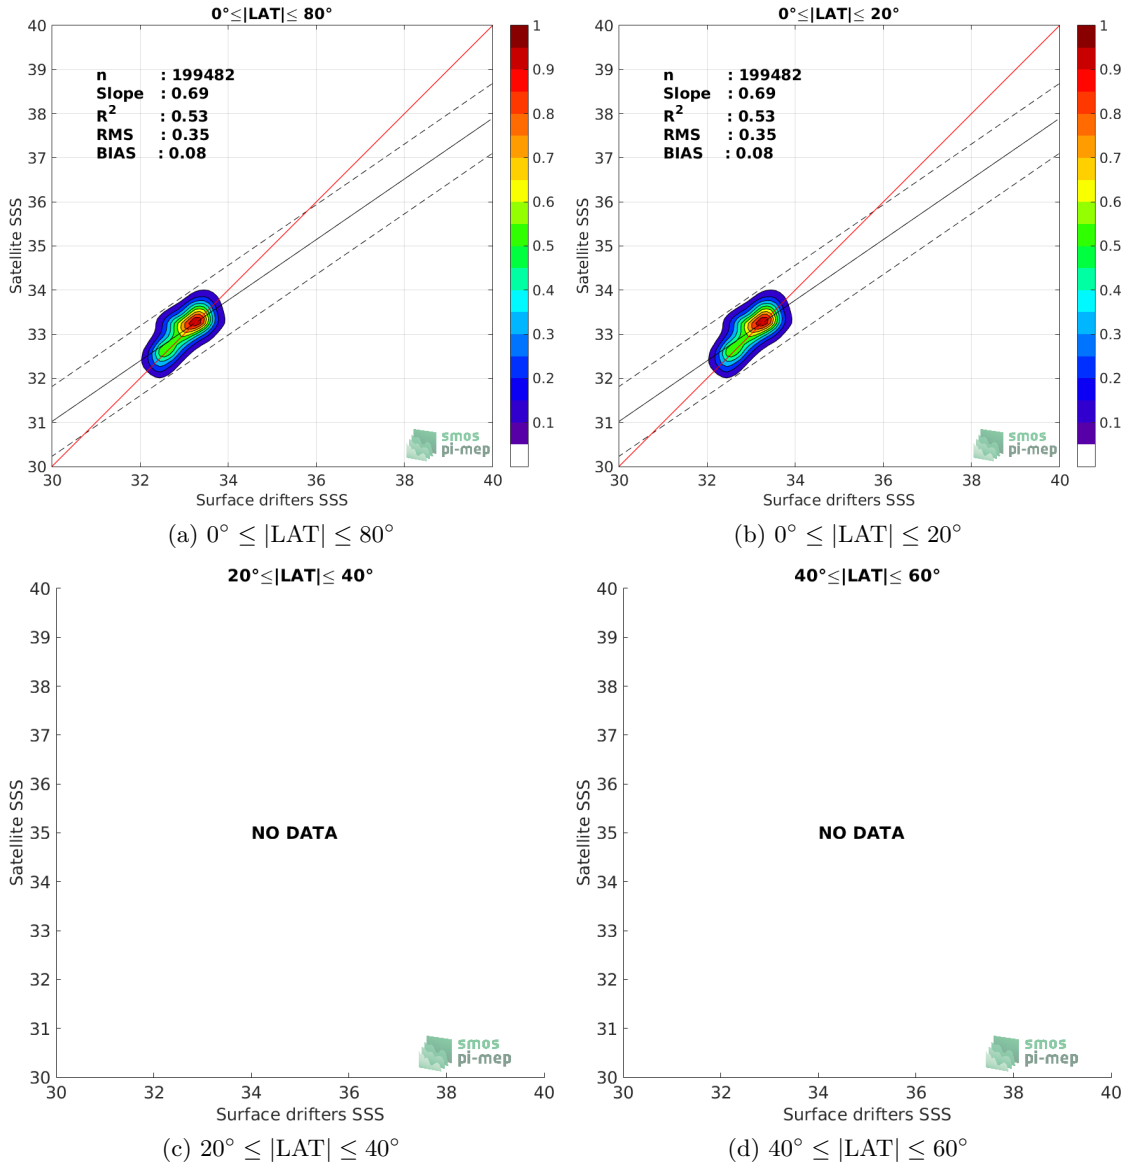 0°≤|LAT|≤ 80°
n : 199482
Slope : 0.69
R² : 0.53
RMS : 0.35
BIAS : 0.08
40
39
38
37
36
35
34
33
32
31
30
Satellite SSS
30 32 34 36 38 40
Surface drifters SSS
1
0.9
0.8
0.7
0.6
0.5
0.4
0.3
0.2
0.1
smos
pi-mep
(a) 0° ≤ |LAT| ≤ 80°
0°≤|LAT|≤ 20°
n : 199482
Slope : 0.69
R² : 0.53
RMS : 0.35
BIAS : 0.08
40
39
38
37
36
35
34
33
32
31
30
Satellite SSS
30 32 34 36 38 40
Surface drifters SSS
1
0.9
0.8
0.7
0.6
0.5
0.4
0.3
0.2
0.1
smos
pi-mep
(b) 0° ≤ |LAT| ≤ 20°
20°≤|LAT|≤ 40°
40
39
38
37
36
35
34
33
32
31
30
Satellite SSS
NO DATA
30 32 34 36 38 40
Surface drifters SSS
smos
pi-mep
(c) 20° ≤ |LAT| ≤ 40°
40°≤|LAT|≤ 60°
40
39
38
37
36
35
34
33
32
31
30
Satellite SSS
NO DATA
30 32 34 36 38 40
Surface drifters SSS
smos
pi-mep
(d) 40° ≤ |LAT| ≤ 60°